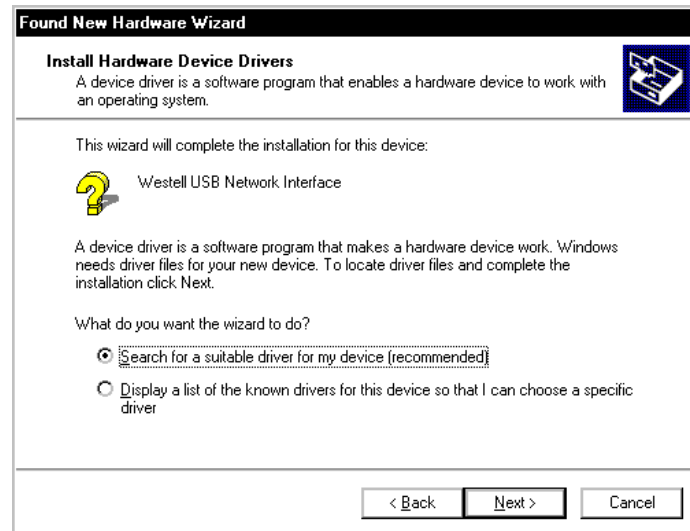 Found New Hardware Wizard
Install Hardware Device Drivers
A device driver is a software program that enables a hardware device to work with
an operating system.
This wizard will complete the installation for this device:
Westell USB Network Interface
A device driver is a software program that makes a hardware device work. Windows
needs driver files for your new device. To locate driver files and complete the
installation click Next.
What do you want the wizard to do?
Search for a suitable driver for my device (recommended)
Display a list of the known drivers for this device so that I can choose a specific
driver
< Back Next > Cancel